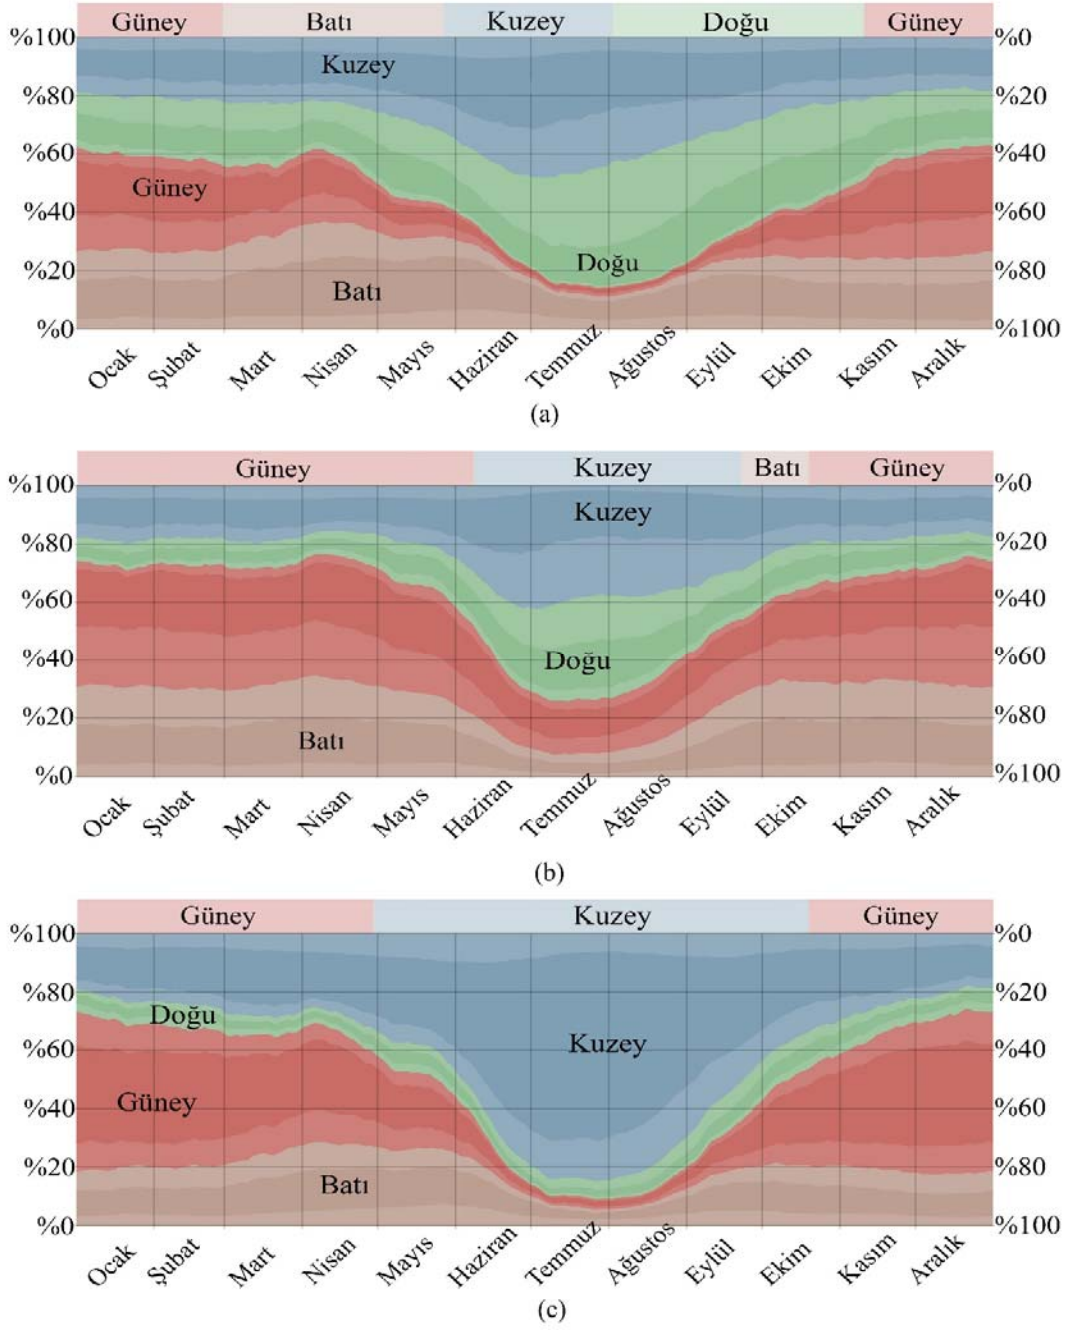 Güney Batı Kuzey Doğu Güney
%100 %0
Kuzey
%80 %20
%60 %40
Güney
%40 %60
Doğu
%20 %80
Batı
%0 %100
Ocak Şubat Mart Nisan Mayıs Haziran Temmuz Ağustos Eylül Ekim Kasım Aralık
(a)
Güney Kuzey Batı Güney
%100 %0
Kuzey
%80 %20
%60 %40
Doğu
%40 %60
%20 %80
Batı
%0 %100
Ocak Şubat Mart Nisan Mayıs Haziran Temmuz Ağustos Eylül Ekim Kasım Aralık
(b)
Güney Kuzey Güney
%100 %0
%80 %20
Doğu
Kuzey
%60 %40
Güney
%40 %60
%20 %80
Batı
%0 %100
Ocak Şubat Mart Nisan Mayıs Haziran Temmuz Ağustos Eylül Ekim Kasım Aralık
(c)